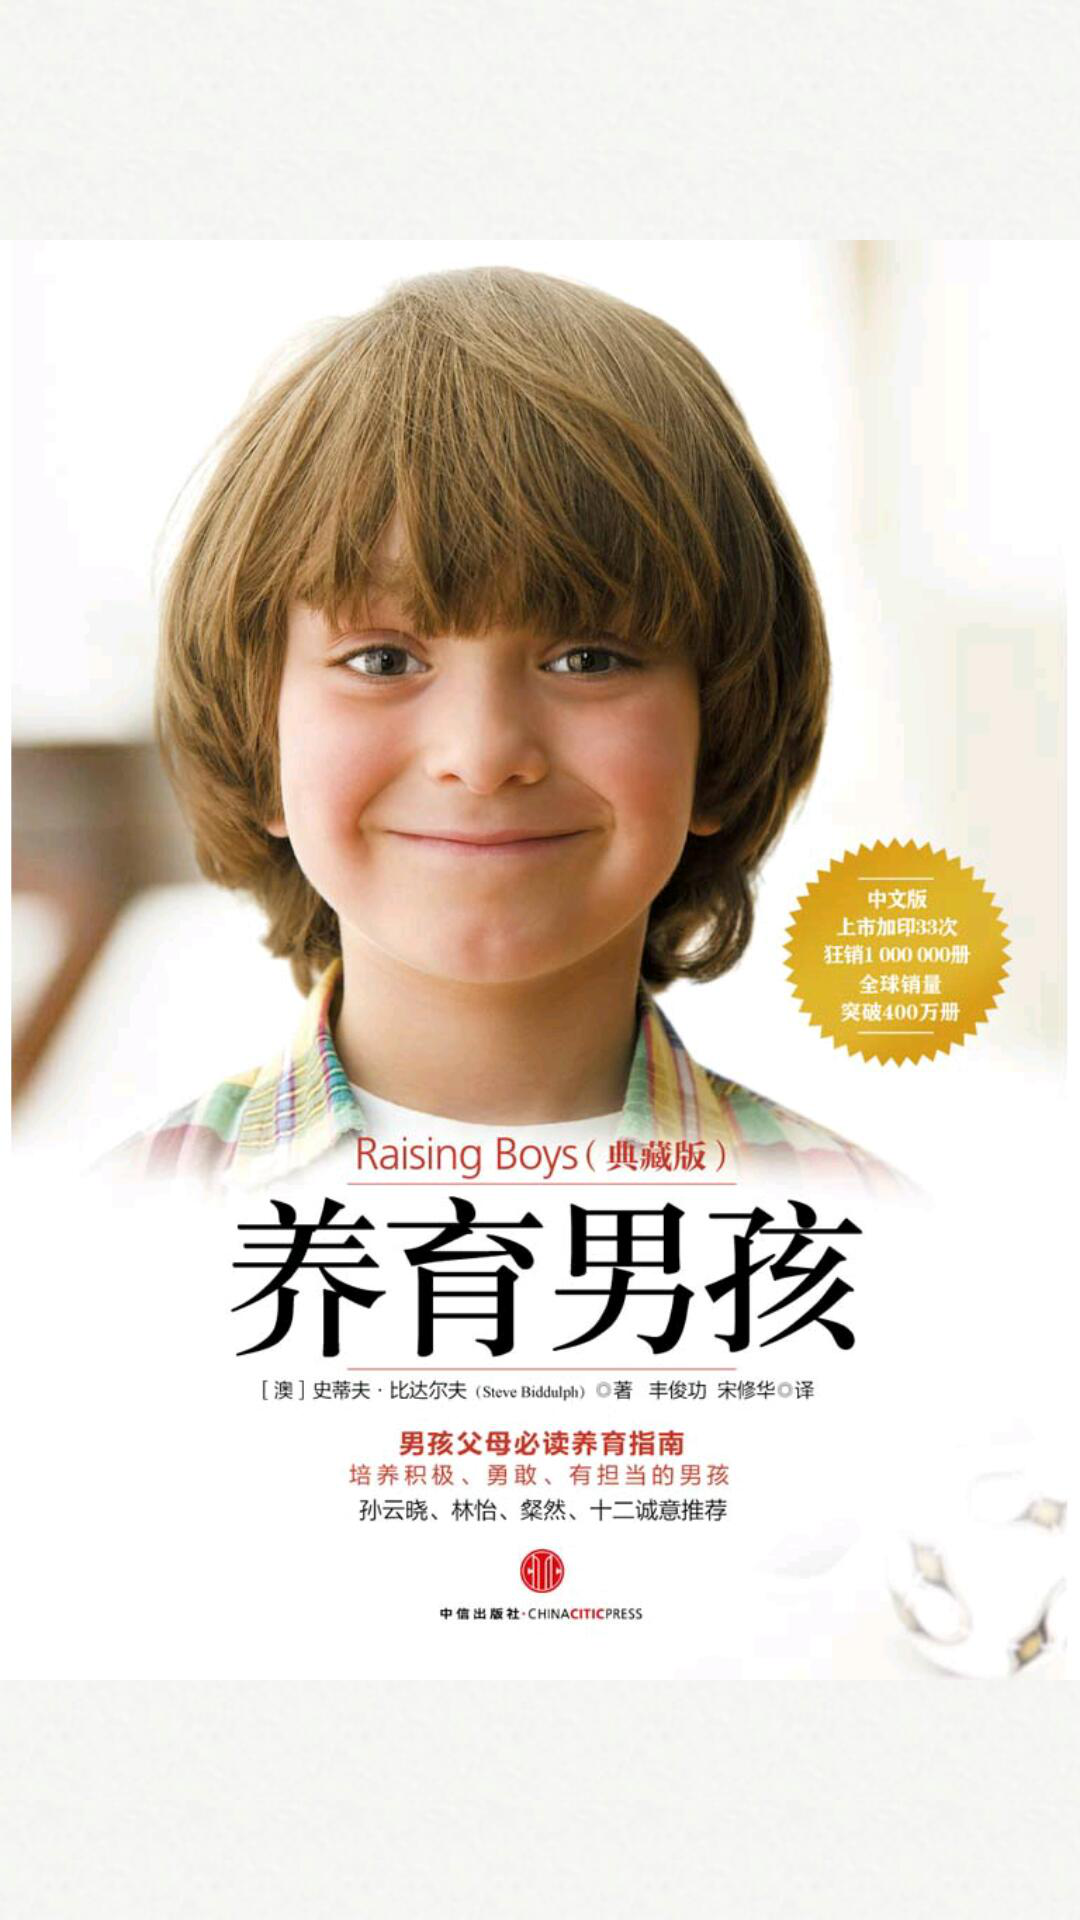 中文版
上市加印33次
狂销1 000 000册
全球销量
突破400万册
Raising Boys（典藏版）
养育男孩
［澳］史蒂夫·比达尔夫（Steve Biddulph）◎著 丰俊功 宋修华◎译
男孩父母必读养育指南
培养积极、勇敢、有担当的男孩
孙云晓、林怡、粲然、十二诚意推荐
中信出版社·CHINACITICPRESS